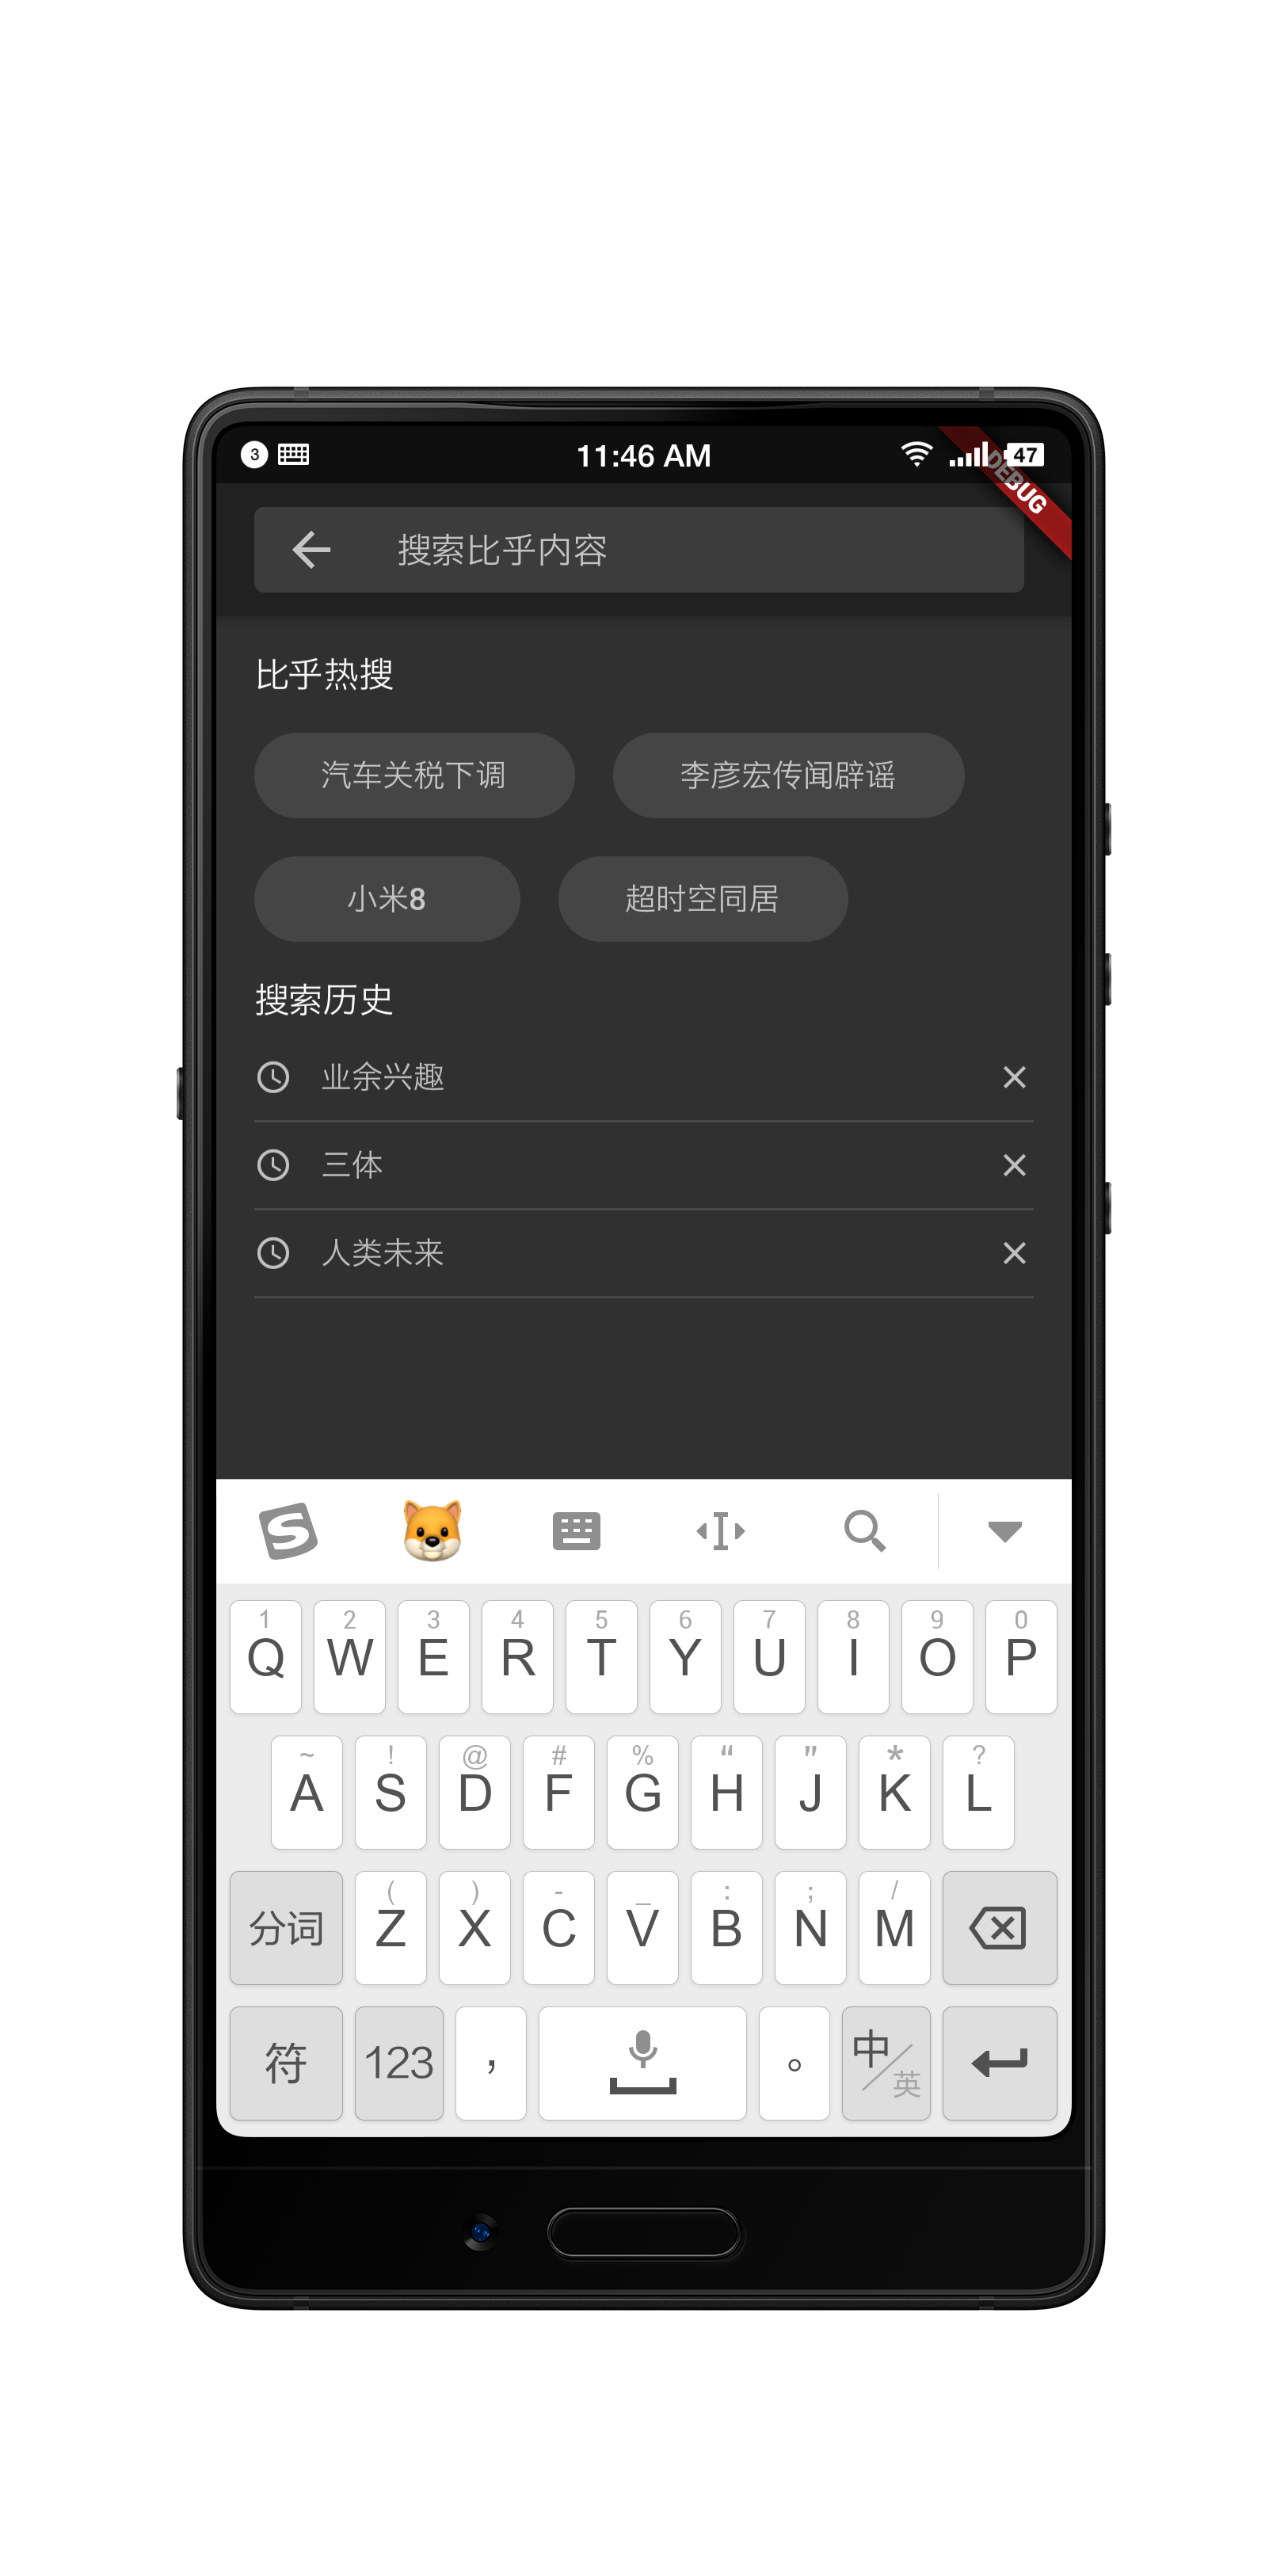 3 11:46 AM 47
DEBUG
搜索比乎内容
比乎热搜
汽车关税下调 李彦宏传闻辟谣
小米8 超时空同居
搜索历史
业余兴趣
三体
人类未来
S
1 2 3 4 5 6 7 8 9 0
Q W E R T Y U I O P
~ ! @ # % “ ” * ?
A S D F G H J K L
( ) - _ : ; /
分词 Z X C V B N M
符 123 ， 。 中/英